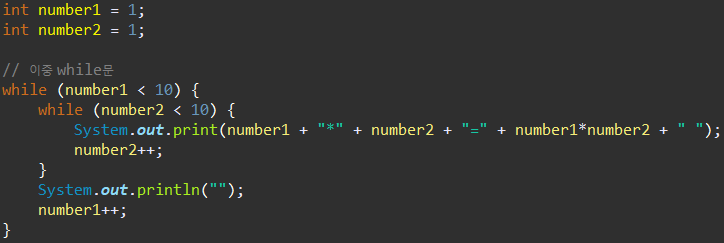 int number1 = 1;
int number2 = 1;

// 이중 while문
while (number1 < 10) {
    while (number2 < 10) {
        System.out.print(number1 + "*" + number2 + "=" + number1*number2 + " ");
        number2++;
    }
    System.out.println("");
    number1++;
}